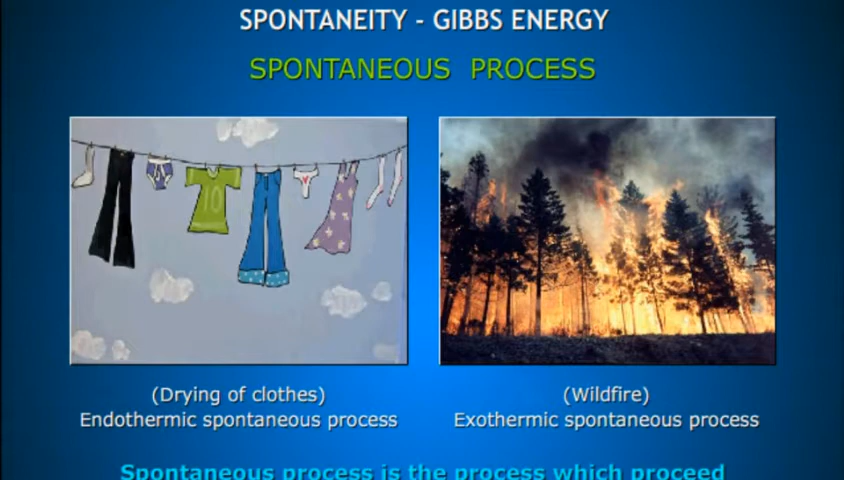 SPONTANEITY - GIBBS ENERGY
SPONTANEOUS PROCESS
10
(Drying of clothes)
Endothermic spontaneous process
(Wildfire)
Exothermic spontaneous process
Spontaneous process is the process which proceed